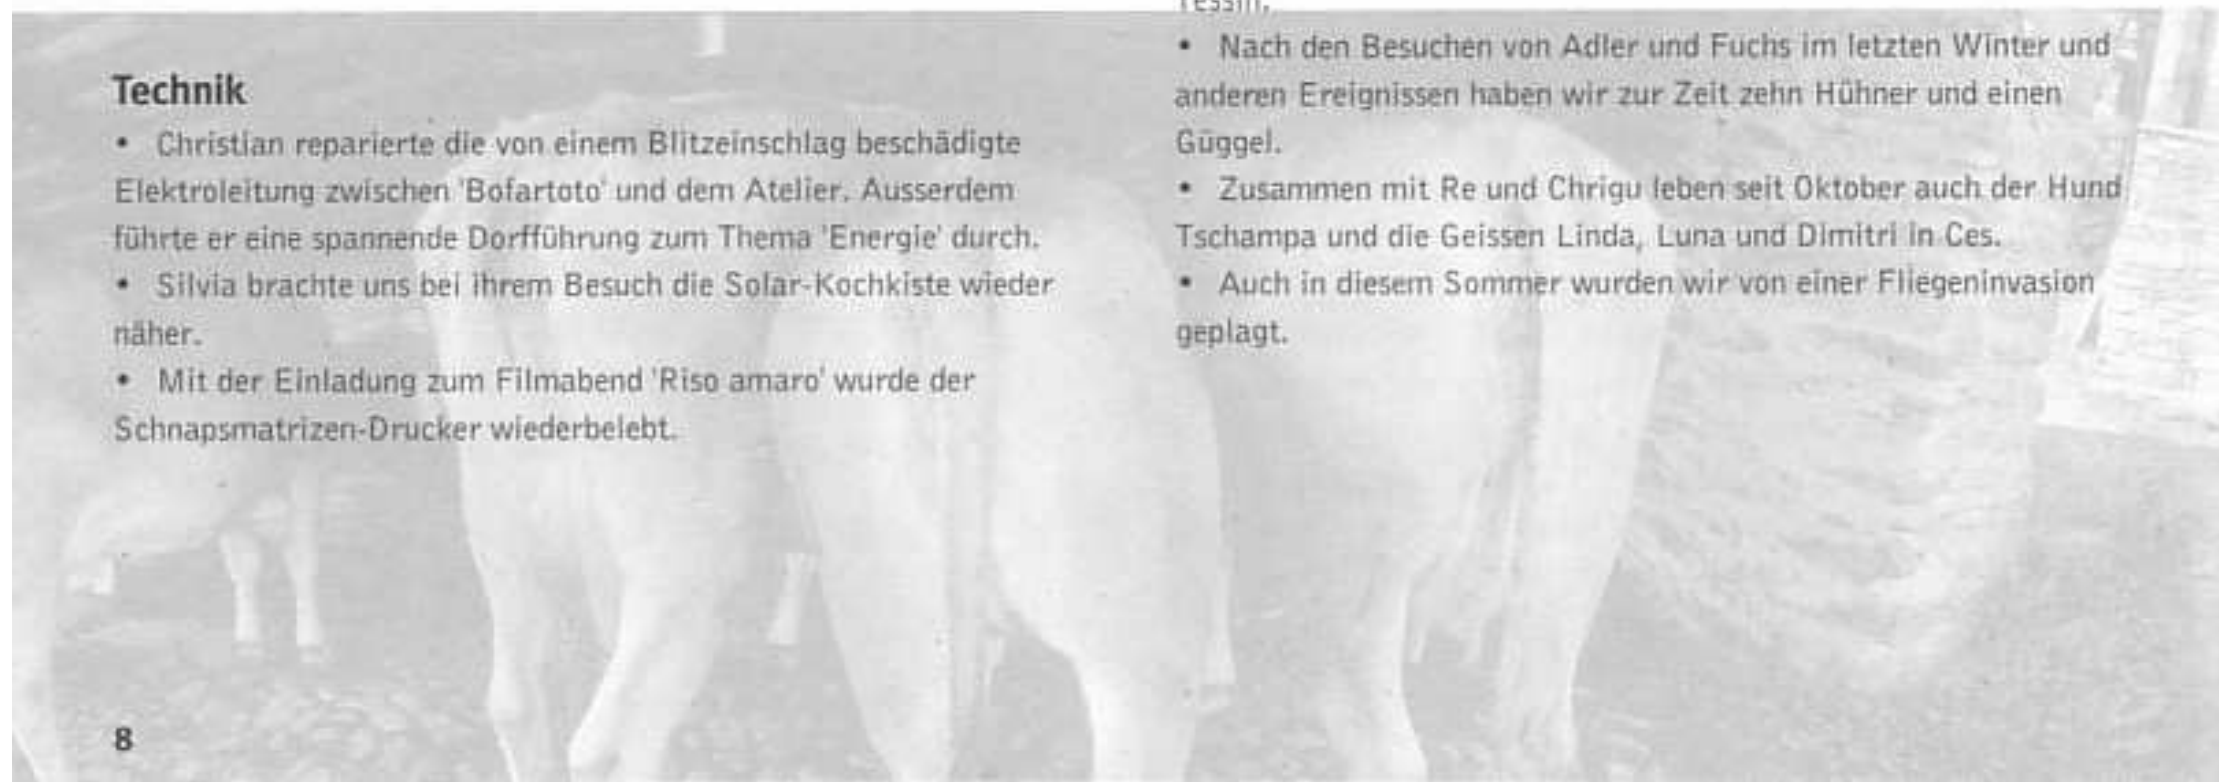 Technik
• Christian reparierte die von einem Blitzeinschlag beschädigte
Elektroleitung zwischen 'Bofartoto' und dem Atelier. Ausserdem
führte er eine spannende Dorfführung zum Thema 'Energie' durch.
• Silvia brachte uns bei ihrem Besuch die Solar-Kochkiste wieder
näher.
• Mit der Einladung zum Filmabend 'Riso amaro' wurde der
Schnapsmatrizen-Drucker wiederbelebt.
8
Tessin.
• Nach den Besuchen von Adler und Fuchs im letzten Winter und
anderen Ereignissen haben wir zur Zeit zehn Hühner und einen
Güggel.
• Zusammen mit Re und Chrigu leben seit Oktober auch der Hund
Tschampa und die Geissen Linda, Luna und Dimitri in Ces.
• Auch in diesem Sommer wurden wir von einer Fliegeninvasion
geplagt.